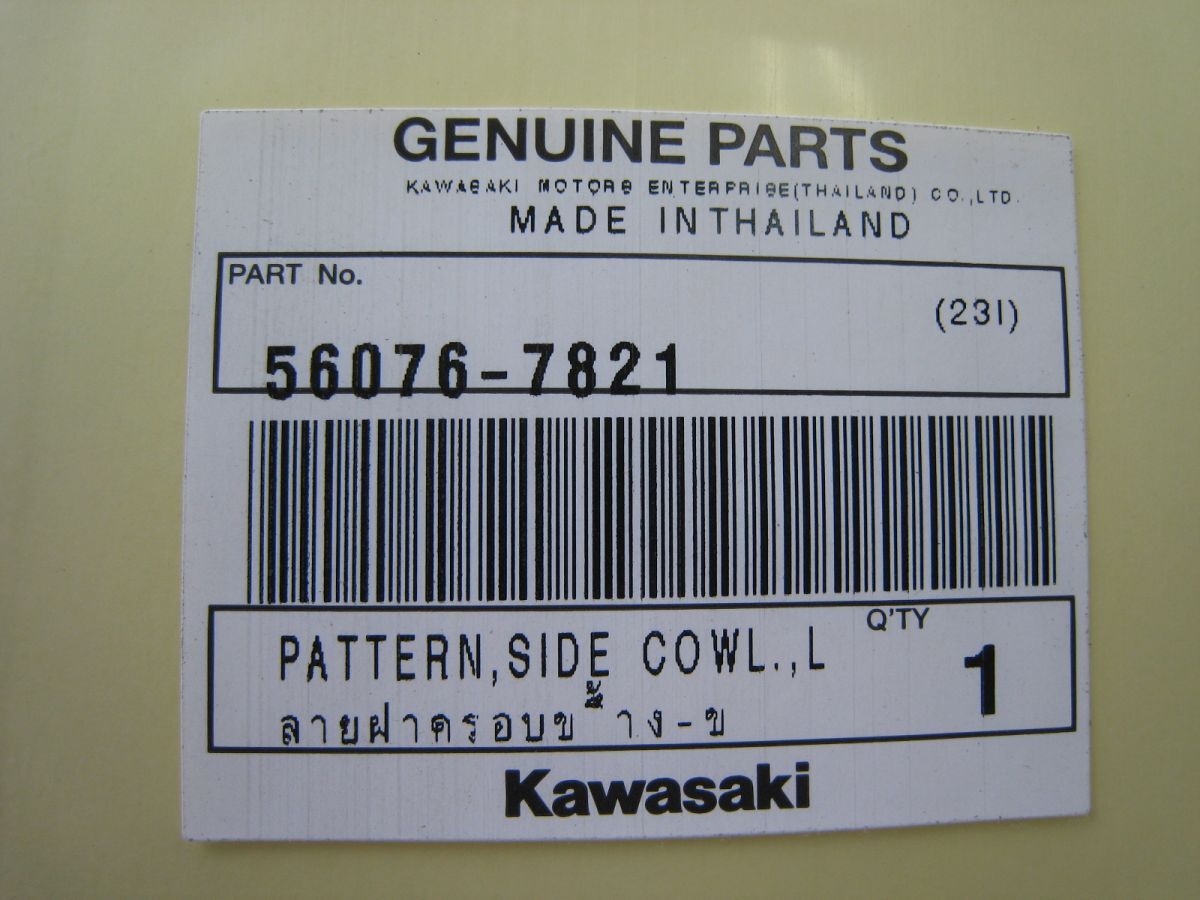 GENUINE PARTS
KAWASAKI MOTORS ENTERPRISE(THAILAND) CO.,LTD.
MADE INTHAILAND
PART No.
(23I)
56076-7821
Q'TY
PATTERN,SIDE COWL.,L
1
ลายฝาครอบข้าง-ข
Kawasaki